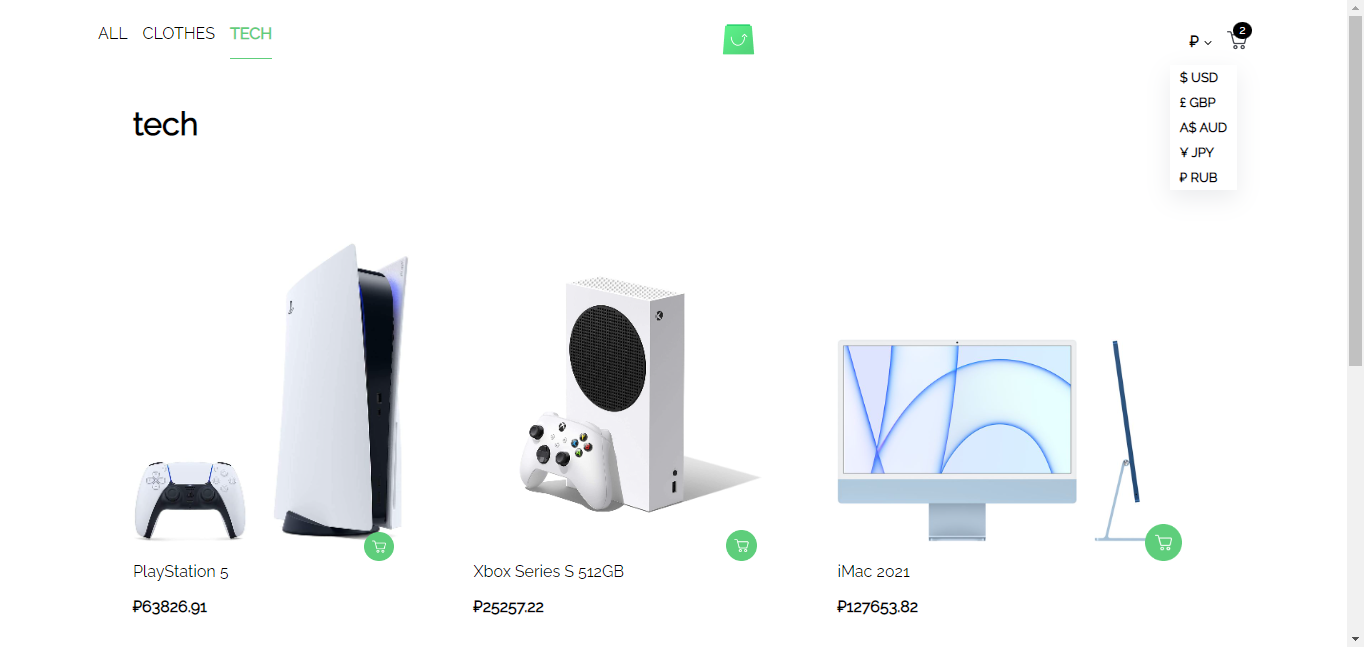 ALL CLOTHES TECH
₽ 2
$ USD
£ GBP
A$ AUD
¥ JPY
₽ RUB
tech
PlayStation 5
₽63826.91
Xbox Series S 512GB
₽25257.22
iMac 2021
₽127653.82